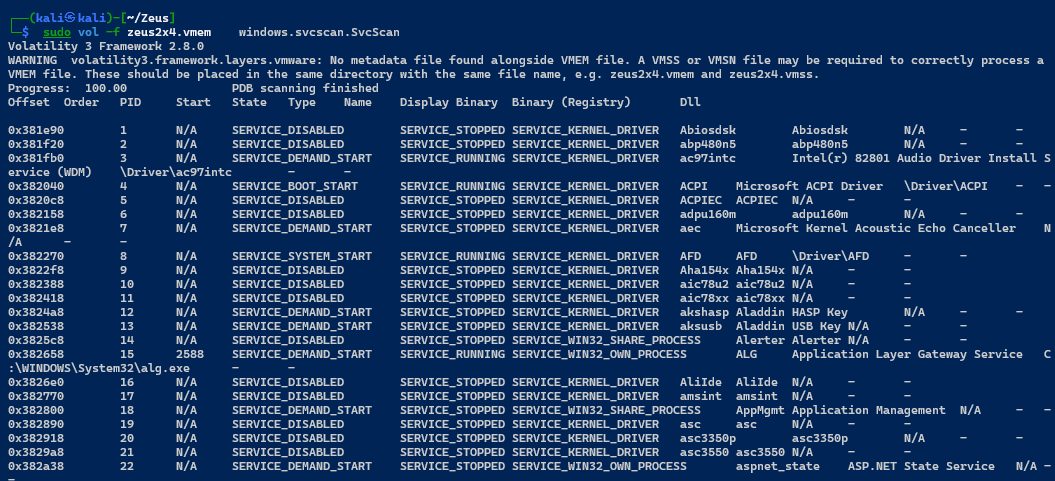 ┌──(kali㉿kali)-[~/Zeus]
└─$ sudo vol -f zeus2x4.vmem    windows.svcscan.SvcScan
Volatility 3 Framework 2.8.0
WARNING  volatility3.framework.layers.vmware: No metadata file found alongside VMEM file. A VMSS or VMSN file may be required to correctly process a
VMEM file. These should be placed in the same directory with the same file name, e.g. zeus2x4.vmem and zeus2x4.vmss.
Progress:  100.00               PDB scanning finished
Offset  Order   PID     Start   State   Type    Name    Display Binary  Binary (Registry)       Dll
0x381e90        1       N/A     SERVICE_DISABLED        SERVICE_STOPPED SERVICE_KERNEL_DRIVER   Abiosdsk        Abiosdsk        N/A     -       -
0x381f20        2       N/A     SERVICE_DISABLED        SERVICE_STOPPED SERVICE_KERNEL_DRIVER   abp480n5        abp480n5        N/A     -       -
0x381fb0        3       N/A     SERVICE_DEMAND_START    SERVICE_RUNNING SERVICE_KERNEL_DRIVER   ac97intc        Intel(r) 82801 Audio Driver Install S
ervice (WDM)    \Driver\ac97intc        -       -
0x382040        4       N/A     SERVICE_BOOT_START      SERVICE_RUNNING SERVICE_KERNEL_DRIVER   ACPI    Microsoft ACPI Driver   \Driver\ACPI    -       -
0x3820c8        5       N/A     SERVICE_DISABLED        SERVICE_STOPPED SERVICE_KERNEL_DRIVER   ACPIEC  ACPIEC  N/A     -       -
0x382158        6       N/A     SERVICE_DISABLED        SERVICE_STOPPED SERVICE_KERNEL_DRIVER   adpu160m        adpu160m        N/A     -       -
0x3821e8        7       N/A     SERVICE_DEMAND_START    SERVICE_STOPPED SERVICE_KERNEL_DRIVER   aec     Microsoft Kernel Acoustic Echo Canceller        N
/A      -       -
0x382270        8       N/A     SERVICE_SYSTEM_START    SERVICE_RUNNING SERVICE_KERNEL_DRIVER   AFD     AFD     \Driver\AFD     -       -
0x3822f8        9       N/A     SERVICE_DISABLED        SERVICE_STOPPED SERVICE_KERNEL_DRIVER   Aha154x Aha154x N/A     -       -
0x382388        10      N/A     SERVICE_DISABLED        SERVICE_STOPPED SERVICE_KERNEL_DRIVER   aic78u2 aic78u2 N/A     -       -
0x382418        11      N/A     SERVICE_DISABLED        SERVICE_STOPPED SERVICE_KERNEL_DRIVER   aic78xx aic78xx N/A     -       -
0x3824a8        12      N/A     SERVICE_DEMAND_START    SERVICE_STOPPED SERVICE_KERNEL_DRIVER   akshasp Aladdin HASP Key        N/A     -       -
0x382538        13      N/A     SERVICE_DEMAND_START    SERVICE_STOPPED SERVICE_KERNEL_DRIVER   aksusb  Aladdin USB Key N/A     -       -
0x3825c8        14      N/A     SERVICE_DISABLED        SERVICE_STOPPED SERVICE_WIN32_SHARE_PROCESS     Alerter Alerter N/A     -       -
0x382658        15      2588    SERVICE_DEMAND_START    SERVICE_RUNNING SERVICE_WIN32_OWN_PROCESS       ALG     Application Layer Gateway Service       C
:\WINDOWS\System32\alg.exe      -       -
0x3826e0        16      N/A     SERVICE_DISABLED        SERVICE_STOPPED SERVICE_KERNEL_DRIVER   AliIde  AliIde  N/A     -       -
0x382770        17      N/A     SERVICE_DISABLED        SERVICE_STOPPED SERVICE_KERNEL_DRIVER   amsint  amsint  N/A     -       -
0x382800        18      N/A     SERVICE_DEMAND_START    SERVICE_STOPPED SERVICE_WIN32_SHARE_PROCESS     AppMgmt Application Management  N/A     -       -
0x382890        19      N/A     SERVICE_DISABLED        SERVICE_STOPPED SERVICE_KERNEL_DRIVER   asc     asc     N/A     -       -
0x382918        20      N/A     SERVICE_DISABLED        SERVICE_STOPPED SERVICE_KERNEL_DRIVER   asc3350p        asc3350p        N/A     -       -
0x3829a8        21      N/A     SERVICE_DISABLED        SERVICE_STOPPED SERVICE_KERNEL_DRIVER   asc3550 asc3550 N/A     -       -
0x382a38        22      N/A     SERVICE_DEMAND_START    SERVICE_STOPPED SERVICE_WIN32_OWN_PROCESS       aspnet_state    ASP.NET State Service   N/A --